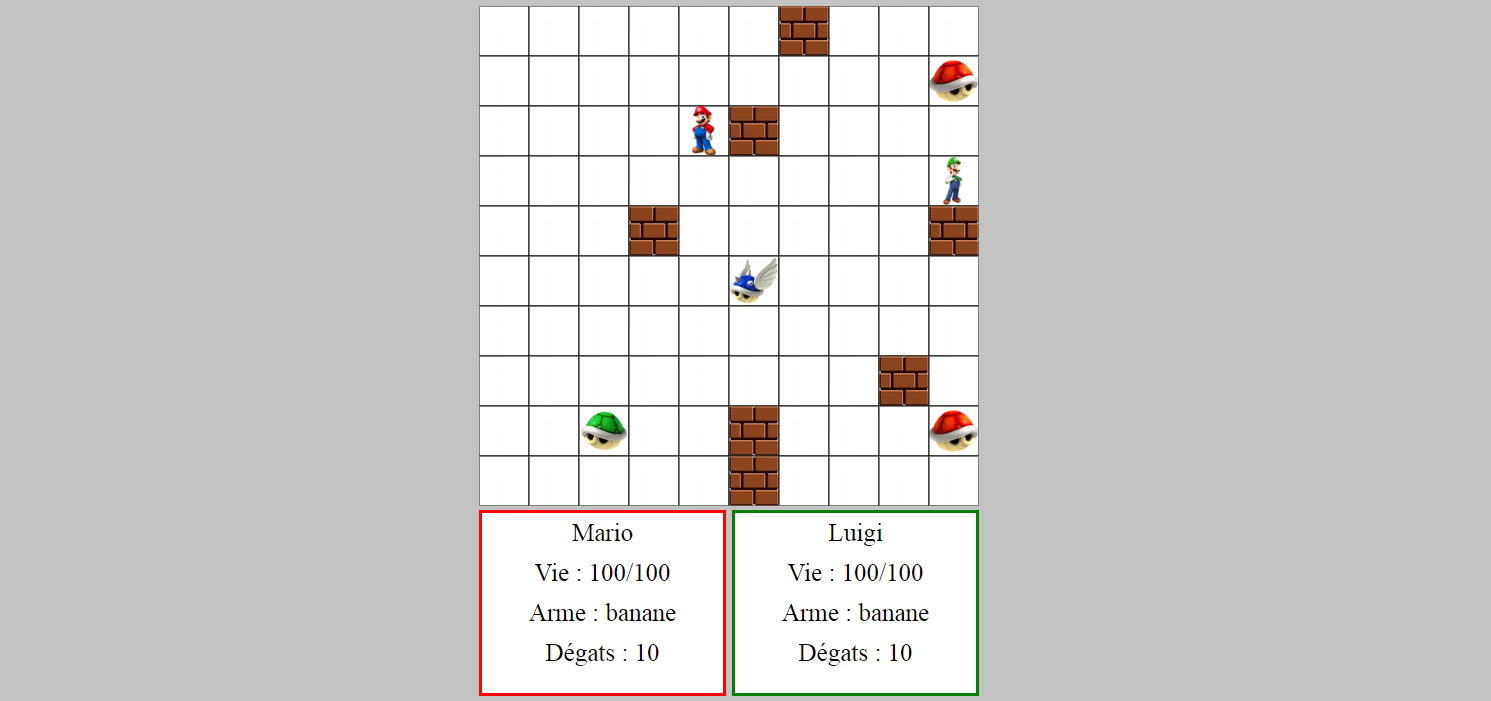 Mario
Vie : 100/100
Arme : banane
Dégats : 10
Luigi
Vie : 100/100
Arme : banane
Dégats : 10